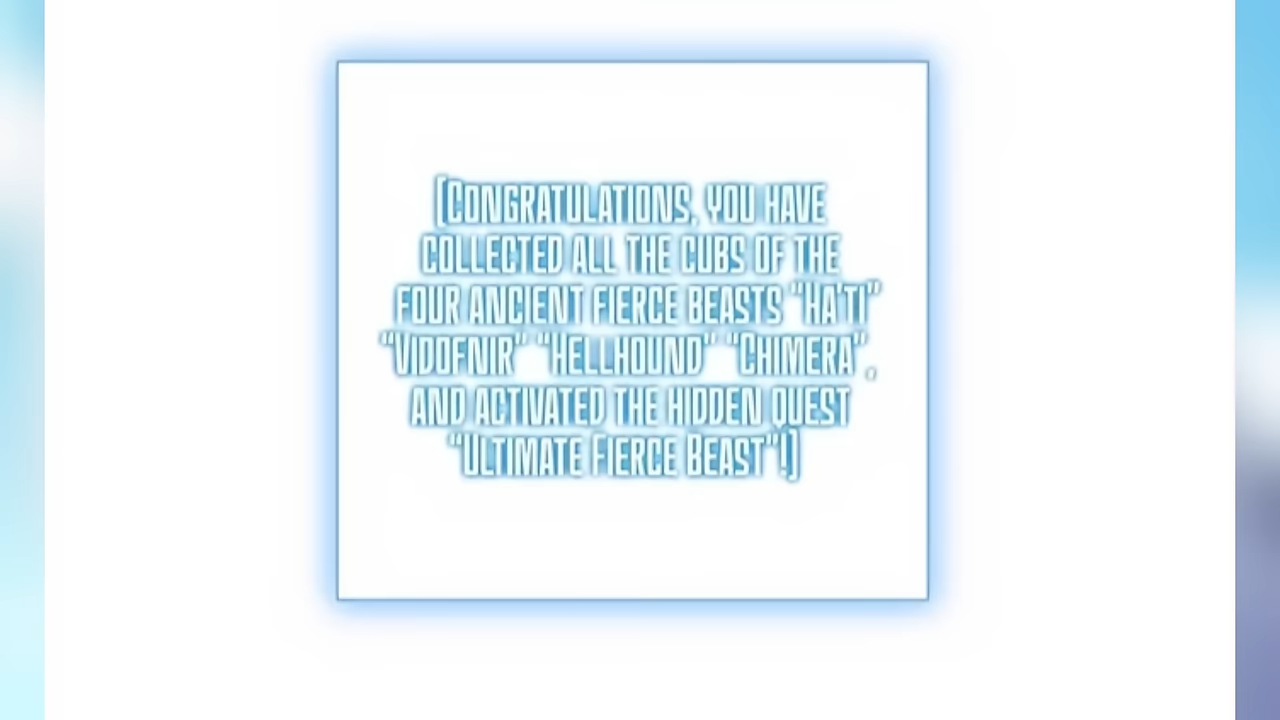 [Congratulations, you have
collected all the cubs of the
four ancient fierce beasts "Ha'ti"
"Vidofnir" "Hellhound" "Chimera",
and activated the hidden quest
"Ultimate Fierce Beast"!]